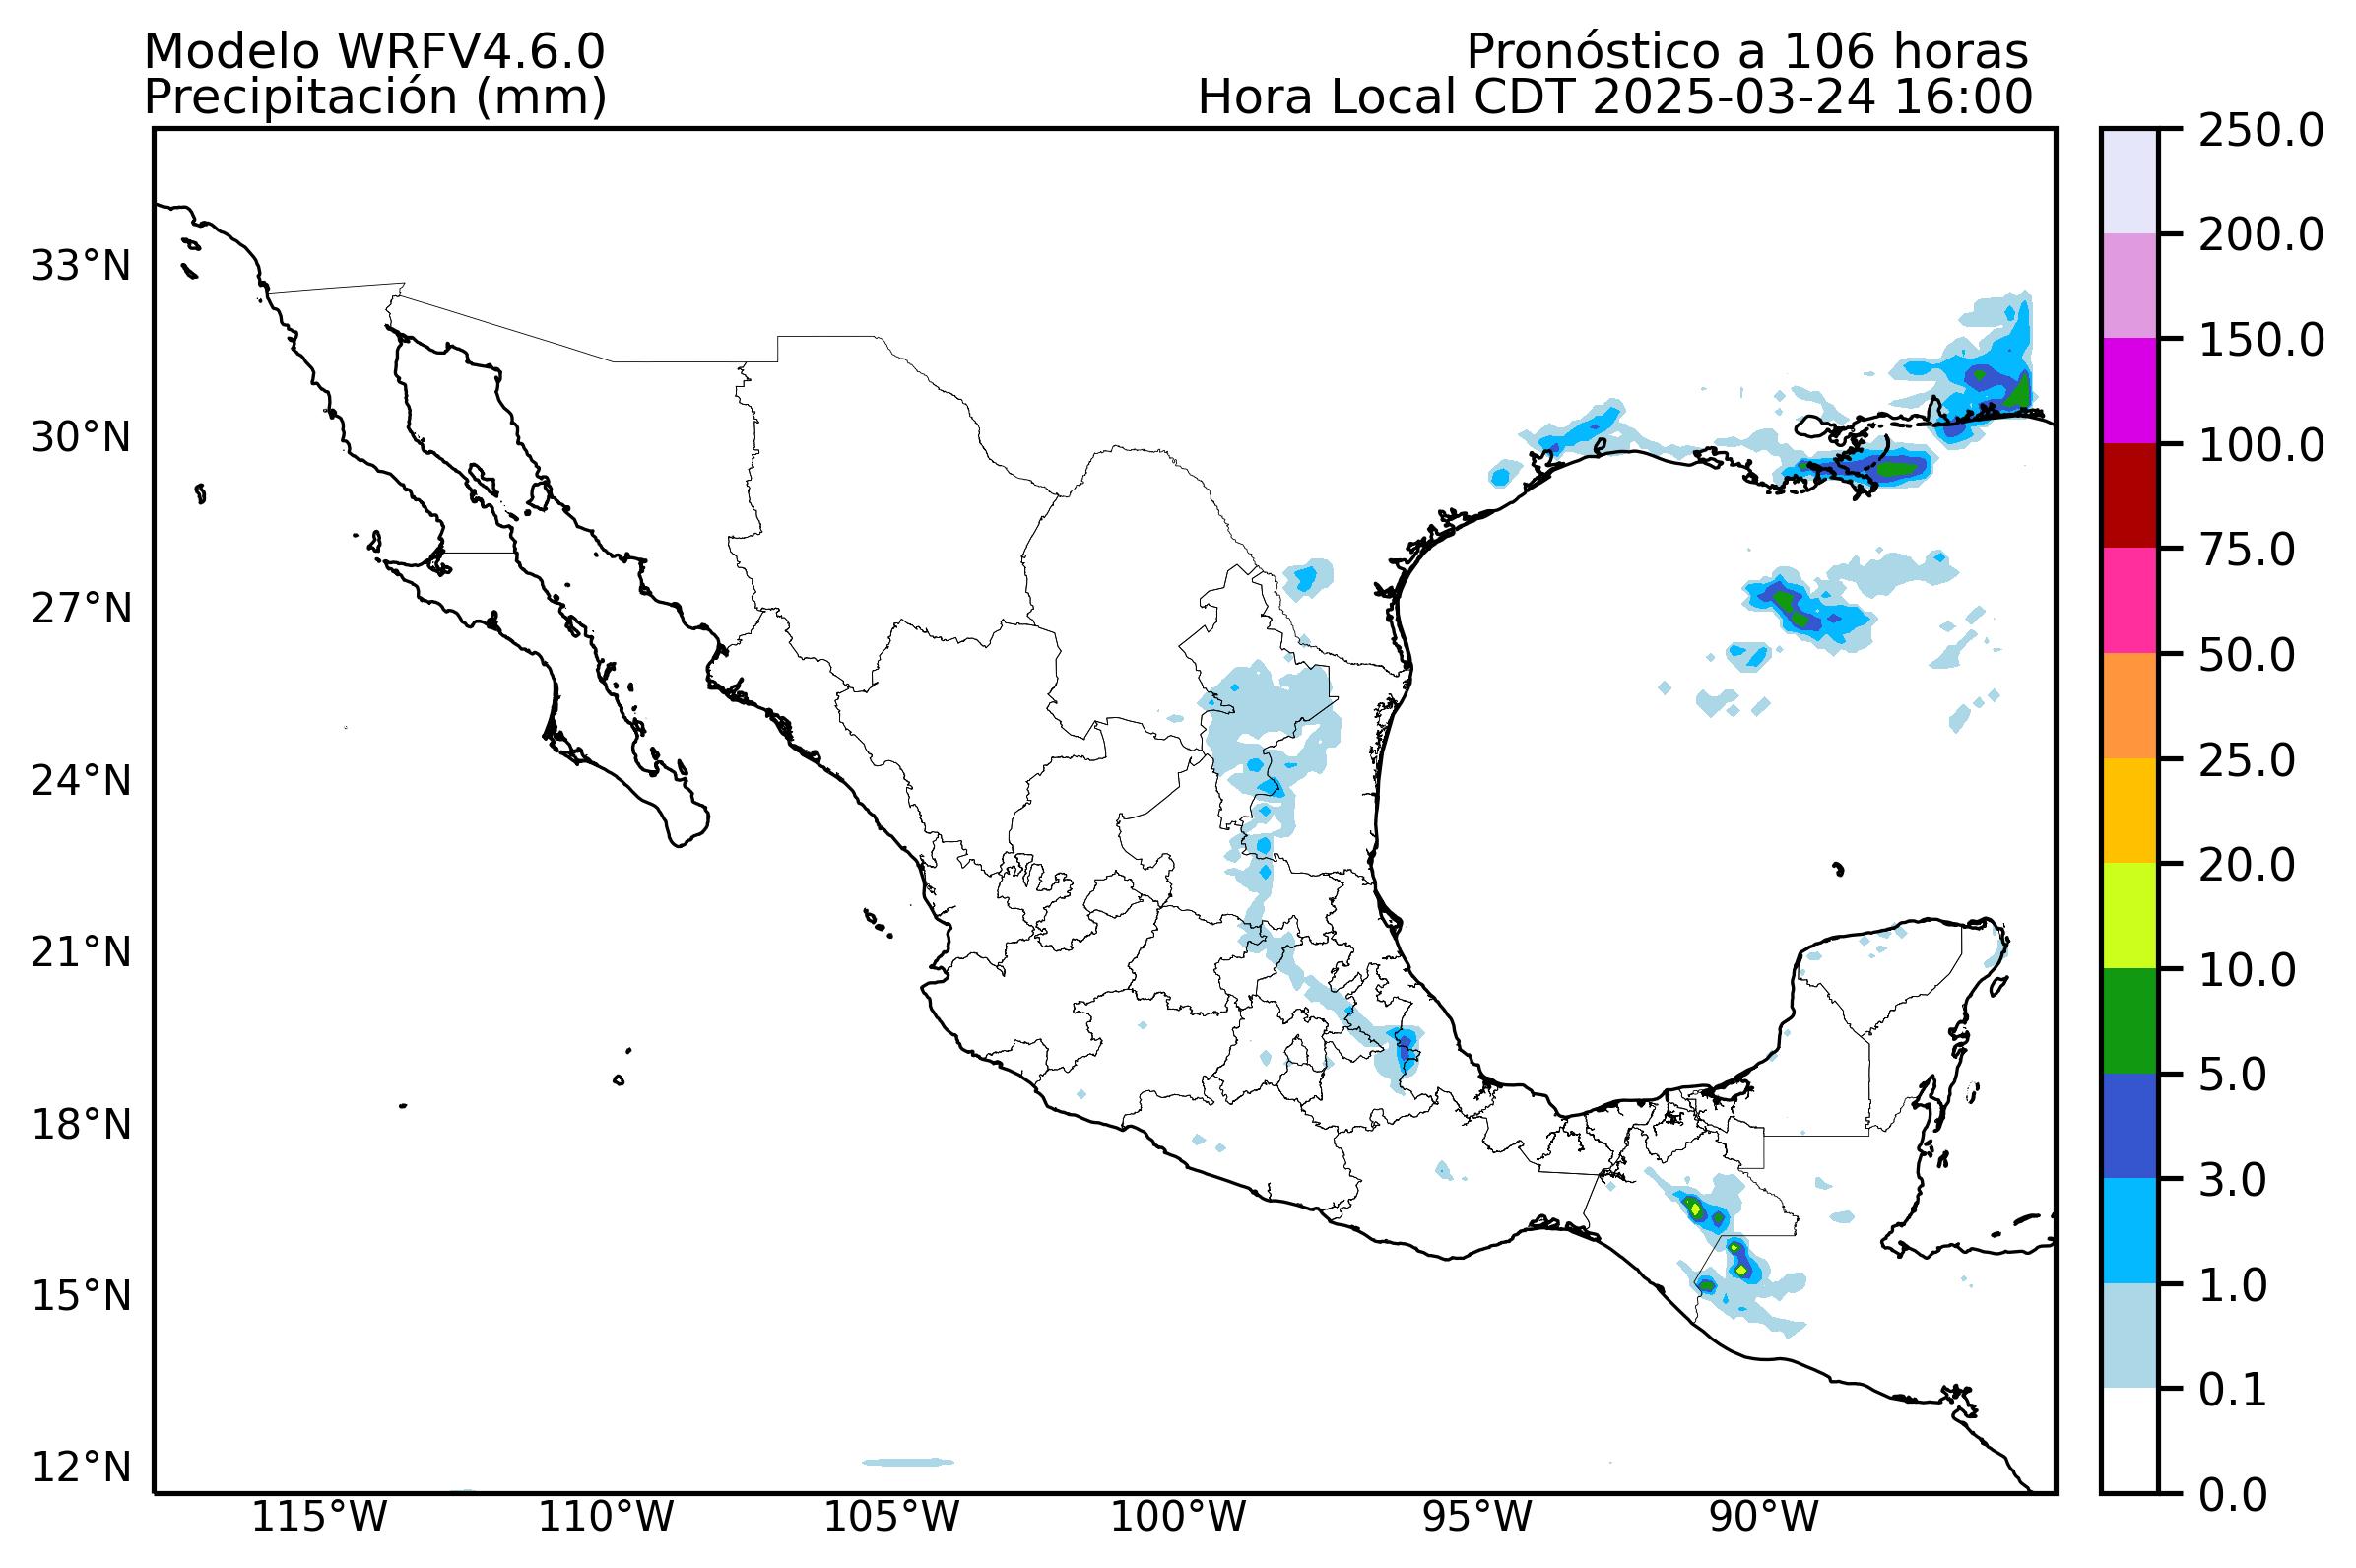 Modelo WRFV4.6.0
Pronóstico a 106 horas
Precipitación (mm)
Hora Local CDT 2025-03-24 16:00
250.0
200.0
150.0
100.0
75.0
50.0
25.0
20.0
10.0
5.0
3.0
1.0
0.1
0.0
33°N
30°N
27°N
24°N
21°N
18°N
15°N
12°N
115°W
110°W
105°W
100°W
95°W
90°W